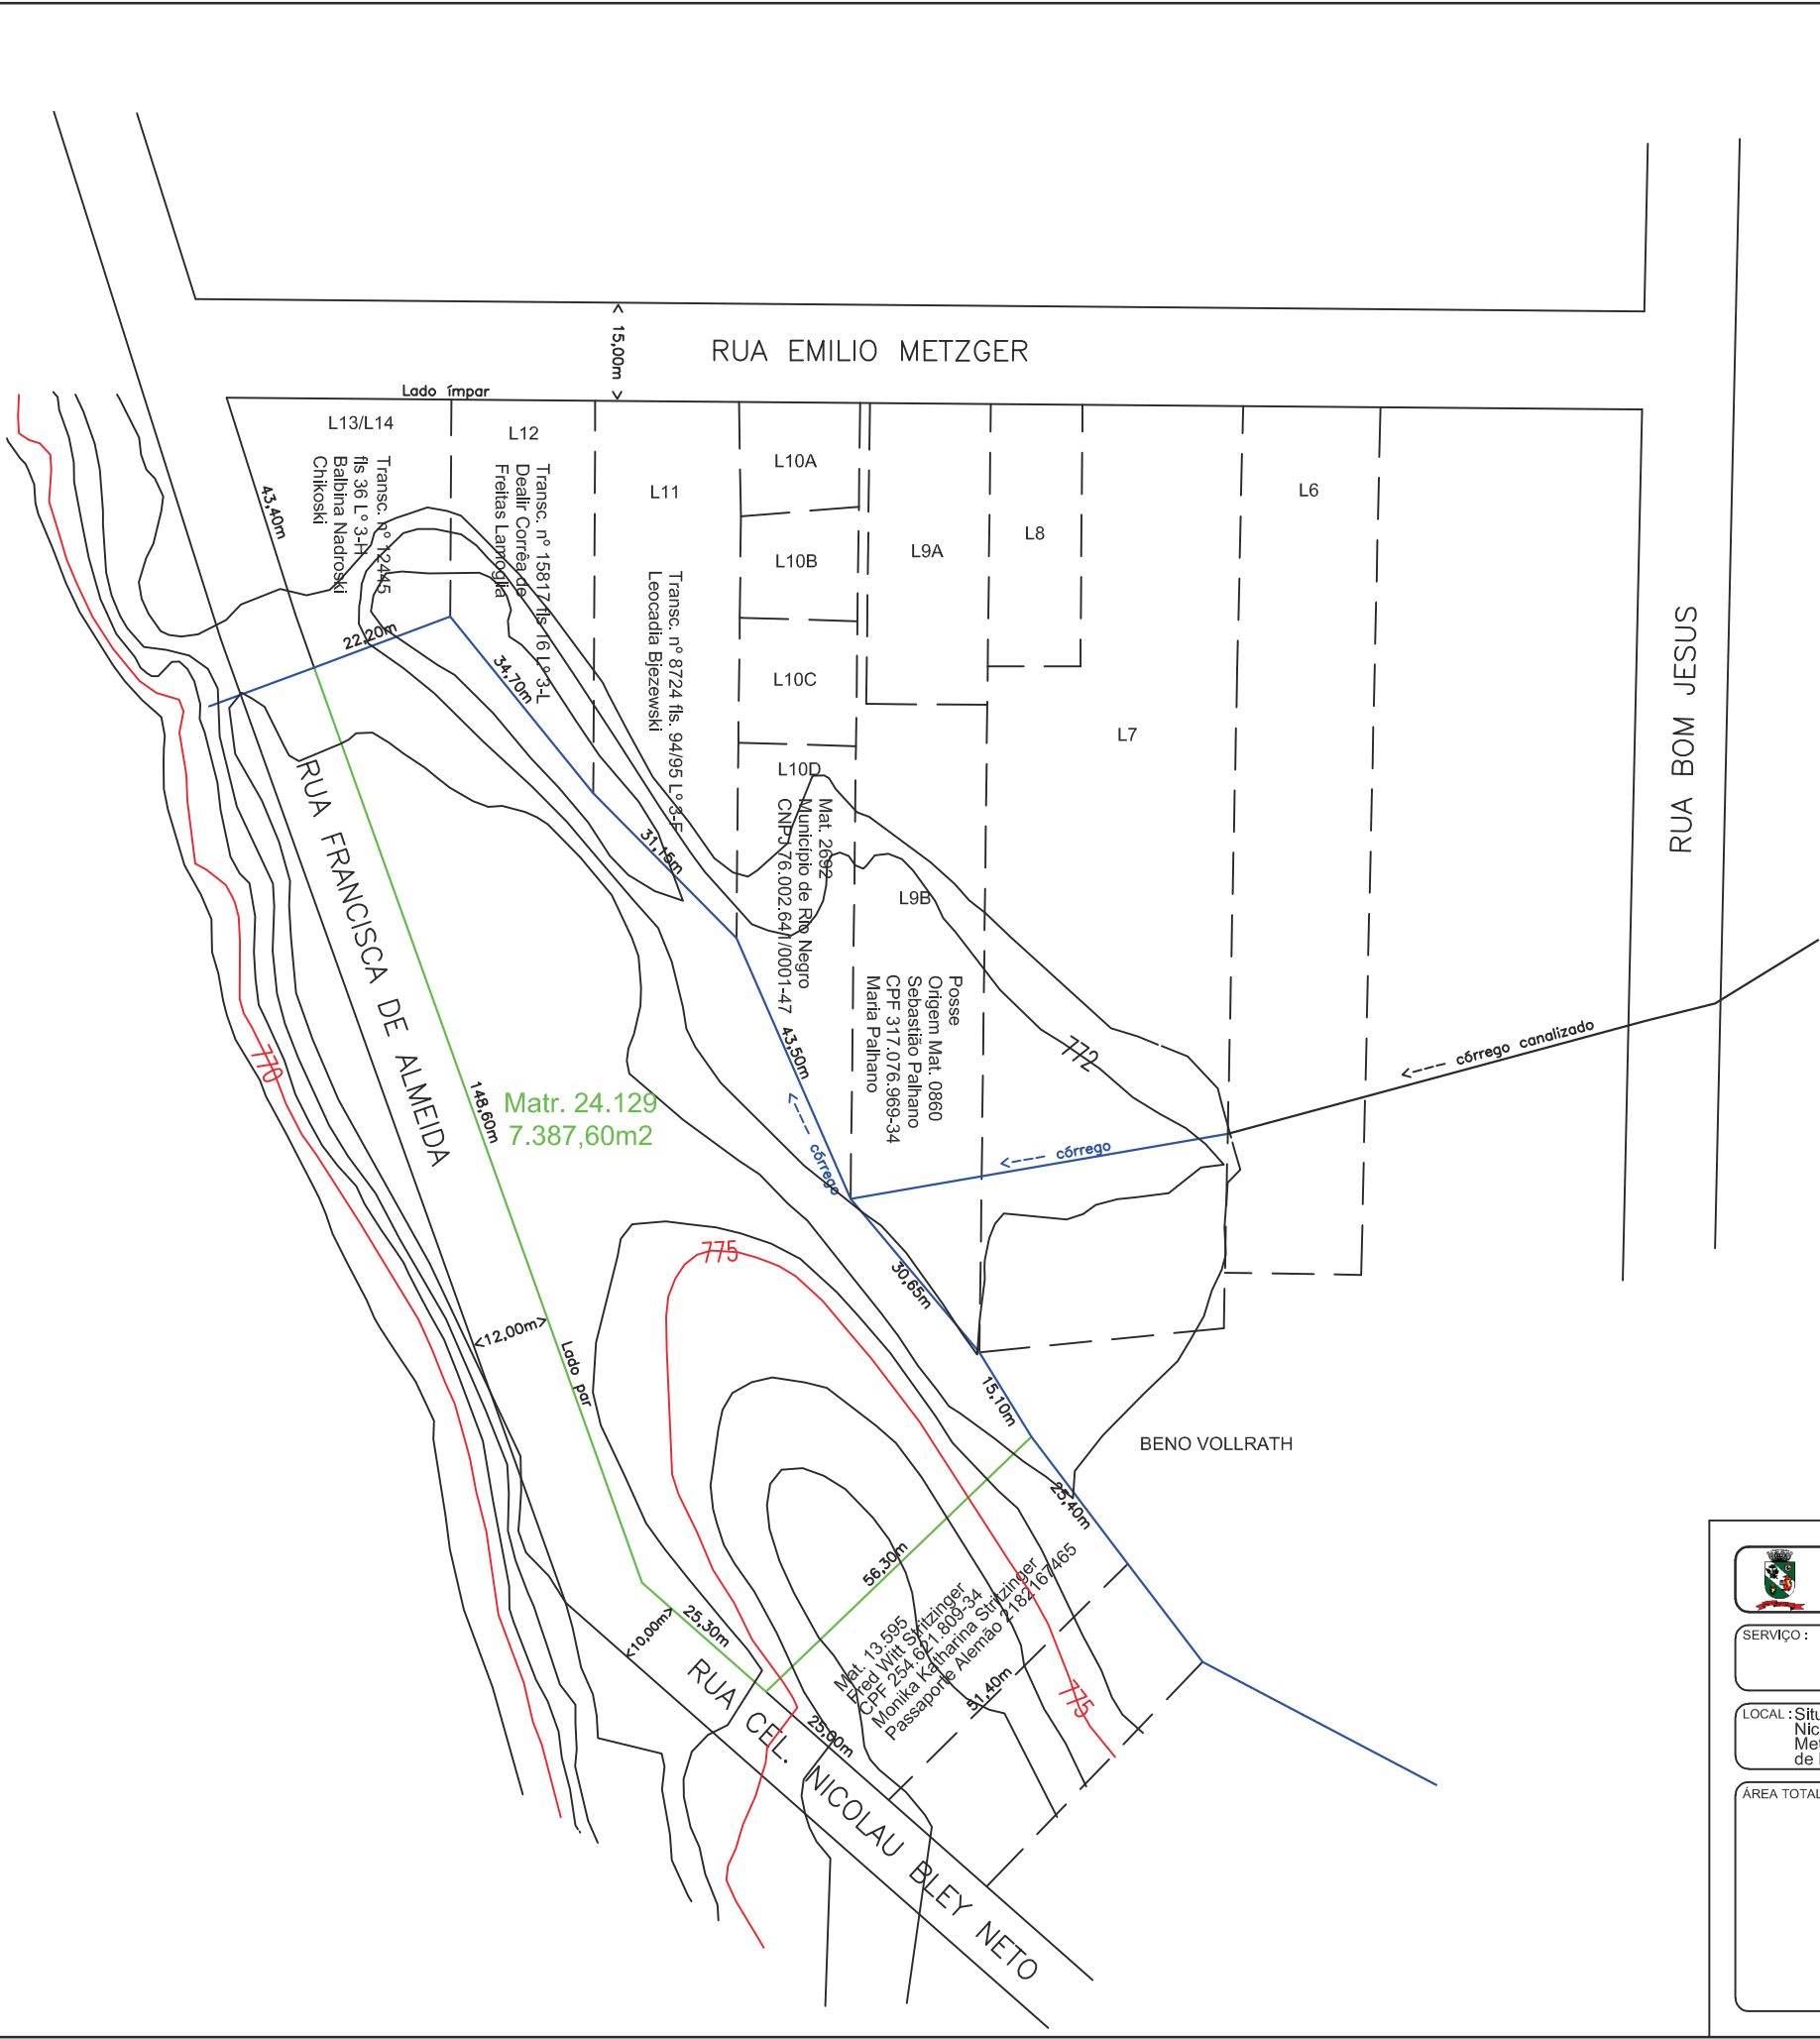 RUA EMILIO METZGER
15,00m
Lado ímpar
L13/L14
Transc. nº 12445
fls 36 L º 3-H
Balbina Nadroski
Chikoski
L12
Transc. nº 15817 fls 16 L º 3-L
Dealir Corrêa de
Freitas Lamoglia
L11
Transc. nº 8724 fls. 94/95 L º 3-F
Leocadia Bjezewski
L10A
L10B
L10C
L10D
Mat. 2692
Município de Rio Negro
CNPJ 76.002.641/0001-47
L9A
L9B
Posse
Origem Mat. 0860
Sebastião Palhano
CPF 317.076.969-34
Maria Palhano
L8
L7
L6
RUA BOM JESUS
43,40m
22,20m
34,70m
31,15m
43,50m
córrego
córrego
córrego canalizado
772
770
RUA FRANCISCA DE ALMEIDA
148,60m
Matr. 24.129
7.387,60m2
775
12,00m
Lado par
30,65m
15,10m
25,40m
BENO VOLLRATH
56,30m
Mat. 13.595
Fred Witt Stritzinger
CPF 254.621.809-34
Monika Katharina Stritzinger
Passaporte Alemão 2182167465
51,40m
775
10,00m
25,30m
25,00m
RUA CEL. NICOLAU BLEY NETO
SERVIÇO :
LOCAL : Situ
Nic
Met
de
ÁREA TOTAL